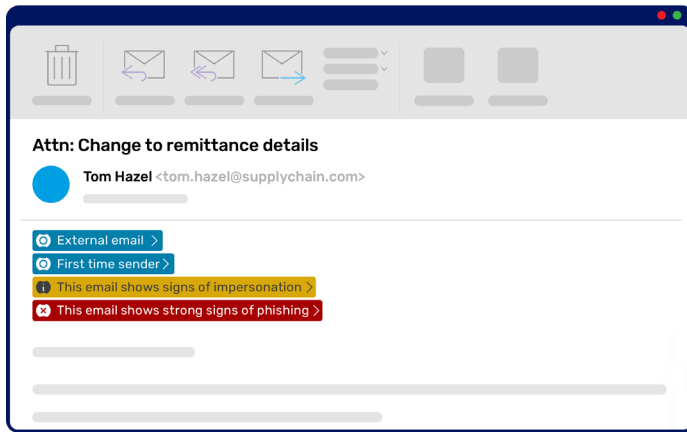 Attn: Change to remittance details
Tom Hazel <tom.hazel@supplychain.com>
External email >
First time sender >
This email shows signs of impersonation >
This email shows strong signs of phishing >